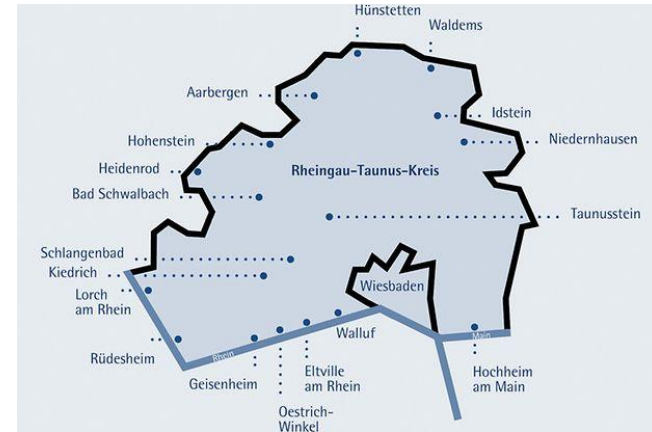 Hünstetten
Waldems
Aarbergen
Idstein
Hohenstein
Niedernhausen
Heidenrod
Rheingau-Taunus-Kreis
Bad Schwalbach
Taunusstein
Schlangenbad
Kiedrich
Wiesbaden
Lorch
am Rhein
Walluf
Main
Rüdesheim
Rhein
Geisenheim
Eltville
am Rhein
Hochheim
am Main
Oestrich-
Winkel